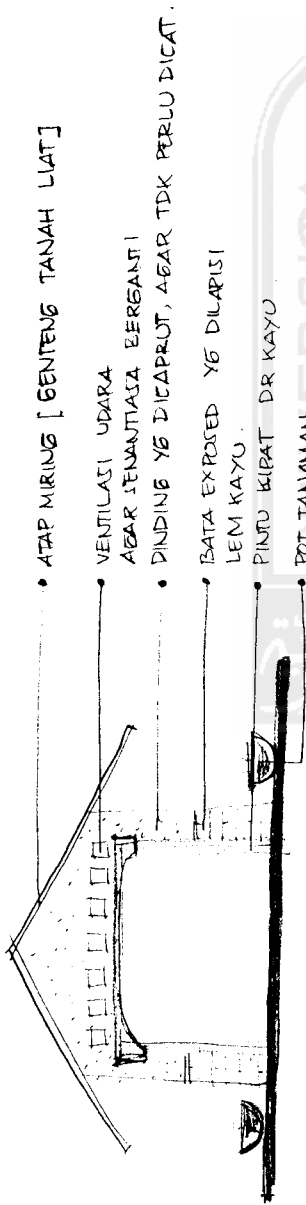 • ATAP MIRING [GENTENG TANAH LIAT]
• VENTILASI UDARA
AGAR SENANTIASA BERGANTI
• DINDING YG DICAPRUT, AGAR TDK PERLU DICAT.
• BATA EXPOSED YG DILAPISI
LEM KAYU.
• PINTU LIPAT DR KAYU
• POT TANAMAN